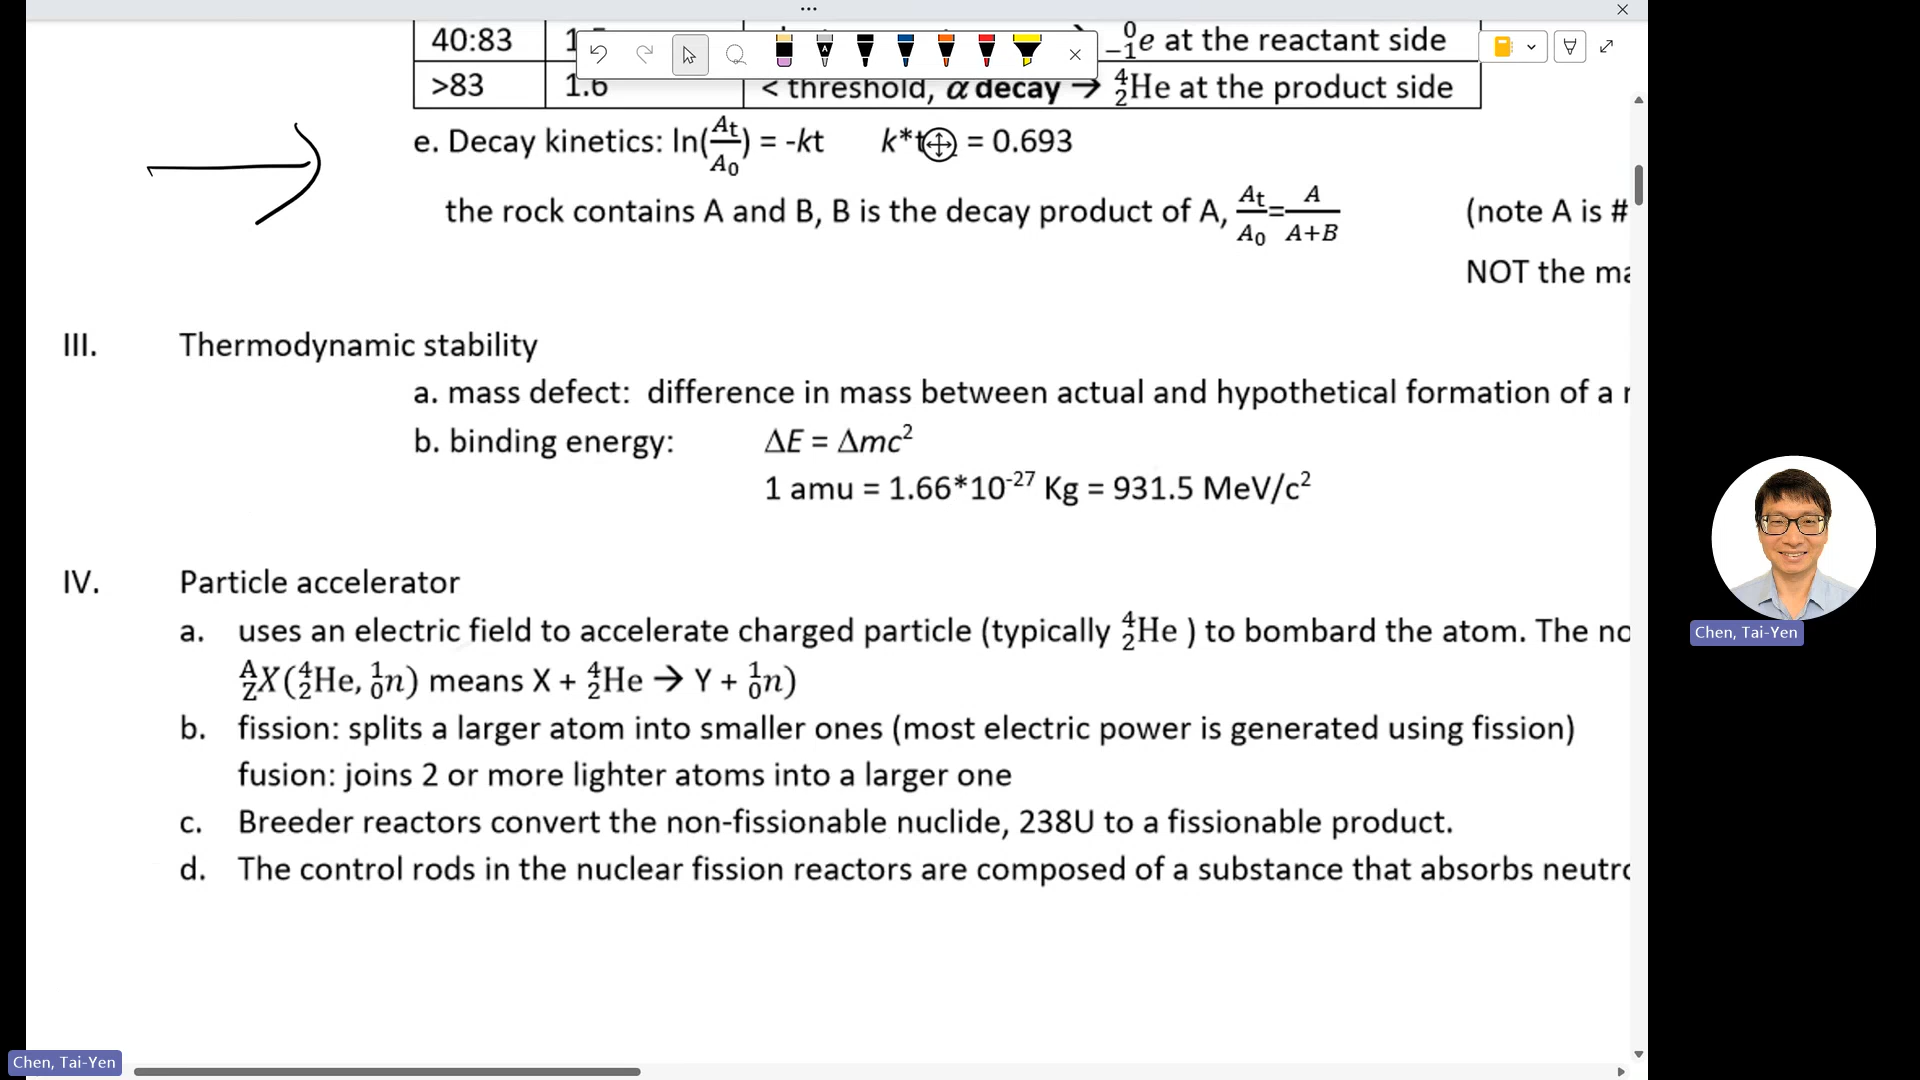 40:83 1 ⁰₋₁e at the reactant side
>83 1.6 < threshold, α decay → ⁴₂He at the product side
e. Decay kinetics: ln(At/A₀) = -kt k*t = 0.693
the rock contains A and B, B is the decay product of A, At/A₀=A/A+B (note A is #
NOT the ma
III. Thermodynamic stability
a. mass defect: difference in mass between actual and hypothetical formation of a
b. binding energy: ΔE = Δmc²
1 amu = 1.66*10⁻²⁷ Kg = 931.5 MeV/c²
IV. Particle accelerator
a. uses an electric field to accelerate charged particle (typically ⁴₂He ) to bombard the atom. The no
ᴬ_ZX(⁴₂He, ¹₀n) means X + ⁴₂He → Y + ¹₀n)
b. fission: splits a larger atom into smaller ones (most electric power is generated using fission)
fusion: joins 2 or more lighter atoms into a larger one
c. Breeder reactors convert the non-fissionable nuclide, 238U to a fissionable product.
d. The control rods in the nuclear fission reactors are composed of a substance that absorbs neutro
Chen, Tai-Yen
Chen, Tai-Yen